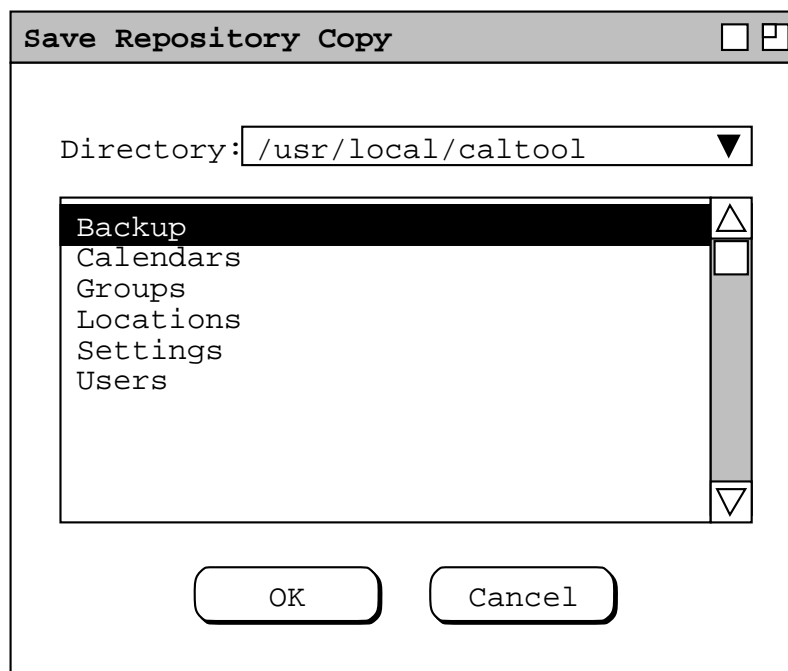 Save Repository Copy
Directory: /usr/local/caltool
Backup
Calendars
Groups
Locations
Settings
Users
OK Cancel